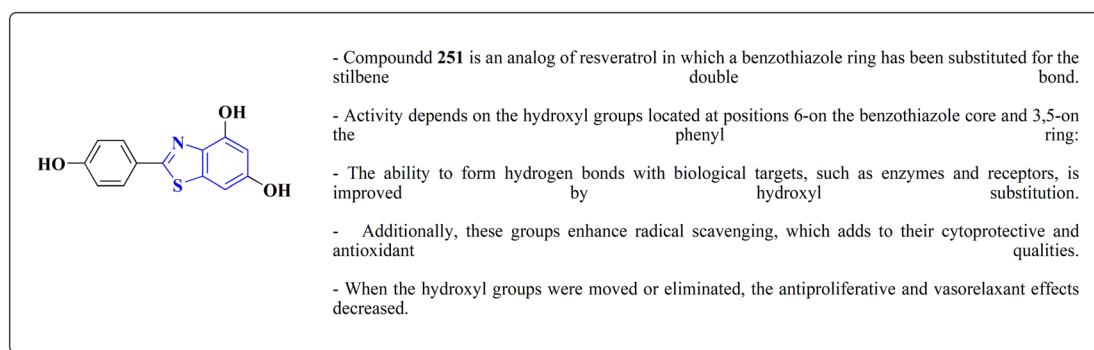 - Compoundd 251 is an analog of resveratrol in which a benzothiazole ring has been substituted for the
stilbene double bond.
- Activity depends on the hydroxyl groups located at positions 6-on the benzothiazole core and 3,5-on
the phenyl ring:
- The ability to form hydrogen bonds with biological targets, such as enzymes and receptors, is
improved by hydroxyl substitution.
- Additionally, these groups enhance radical scavenging, which adds to their cytoprotective and
antioxidant qualities.
- When the hydroxyl groups were moved or eliminated, the antiproliferative and vasorelaxant effects
decreased.
OH
N
HO
S
OH